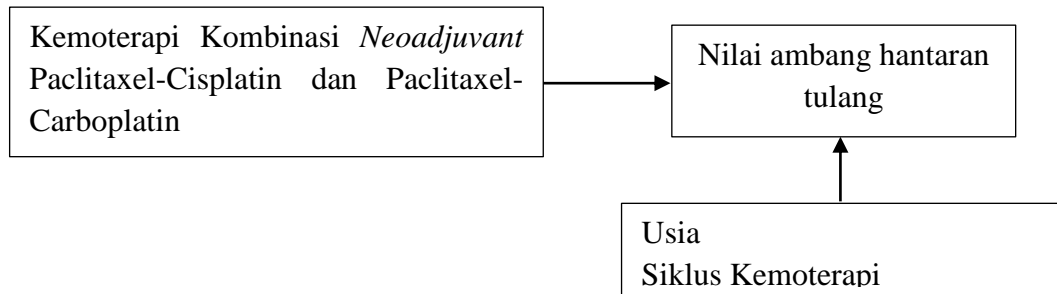 Kemoterapi Kombinasi Neoadjuvant
Paclitaxel-Cisplatin dan Paclitaxel-
Carboplatin
Nilai ambang hantaran
tulang
Usia
Siklus Kemoterapi